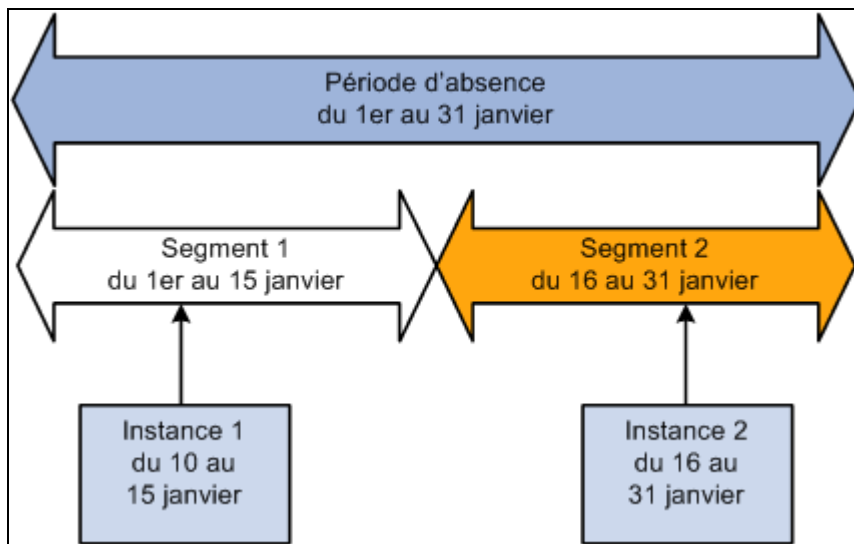 Période d'absence
du 1er au 31 janvier
Segment 1
du 1er au 15 janvier
Segment 2
du 16 au 31 janvier
Instance 1
du 10 au
15 janvier
Instance 2
du 16 au
31 janvier